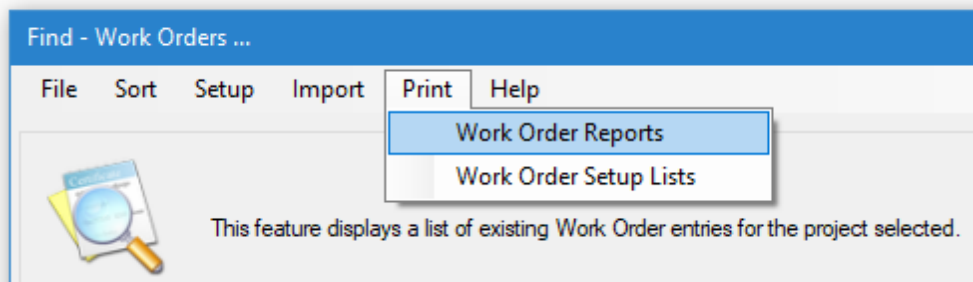 Find - Work Orders ...
File Sort Setup Import Print Help
Work Order Reports
Work Order Setup Lists
Certificate
This feature displays a list of existing Work Order entries for the project selected.